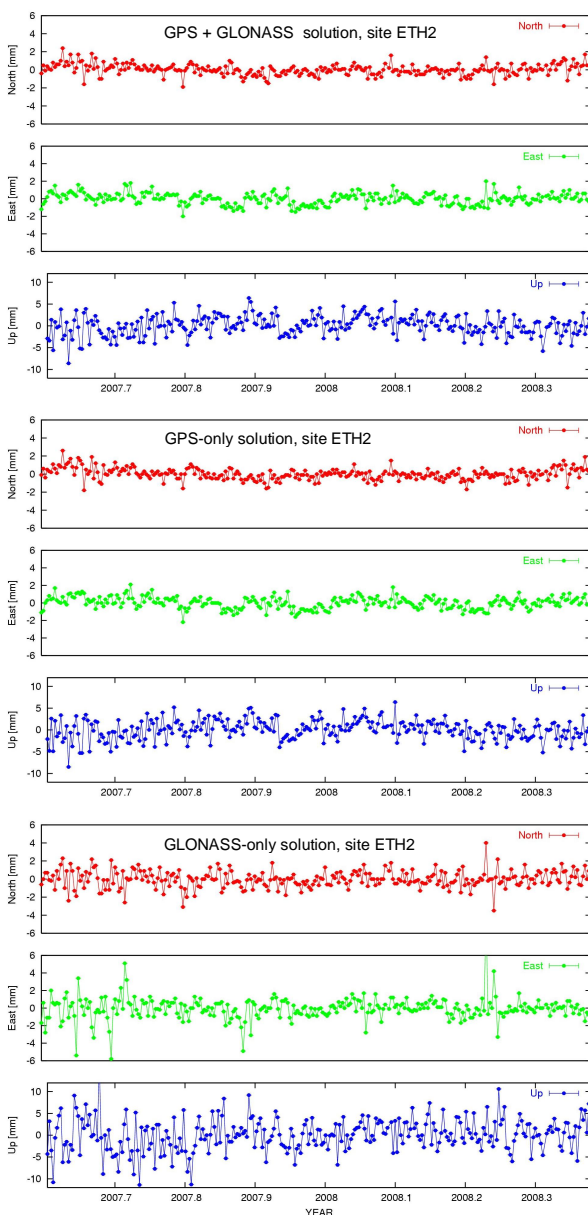 GPS + GLONASS solution, site ETH2
North
North [mm]
6
4
2
0
-2
-4
-6
East
East [mm]
6
4
2
0
-2
-4
-6
Up
Up [mm]
10
5
0
-5
-10
2007.7 2007.8 2007.9 2008 2008.1 2008.2 2008.3
GPS-only solution, site ETH2
North
North [mm]
6
4
2
0
-2
-4
-6
East
East [mm]
6
4
2
0
-2
-4
-6
Up
Up [mm]
10
5
0
-5
-10
2007.7 2007.8 2007.9 2008 2008.1 2008.2 2008.3
GLONASS-only solution, site ETH2
North
North [mm]
6
4
2
0
-2
-4
-6
East
East [mm]
6
4
2
0
-2
-4
-6
Up
Up [mm]
10
5
0
-5
-10
2007.7 2007.8 2007.9 2008 2008.1 2008.2 2008.3
YEAR